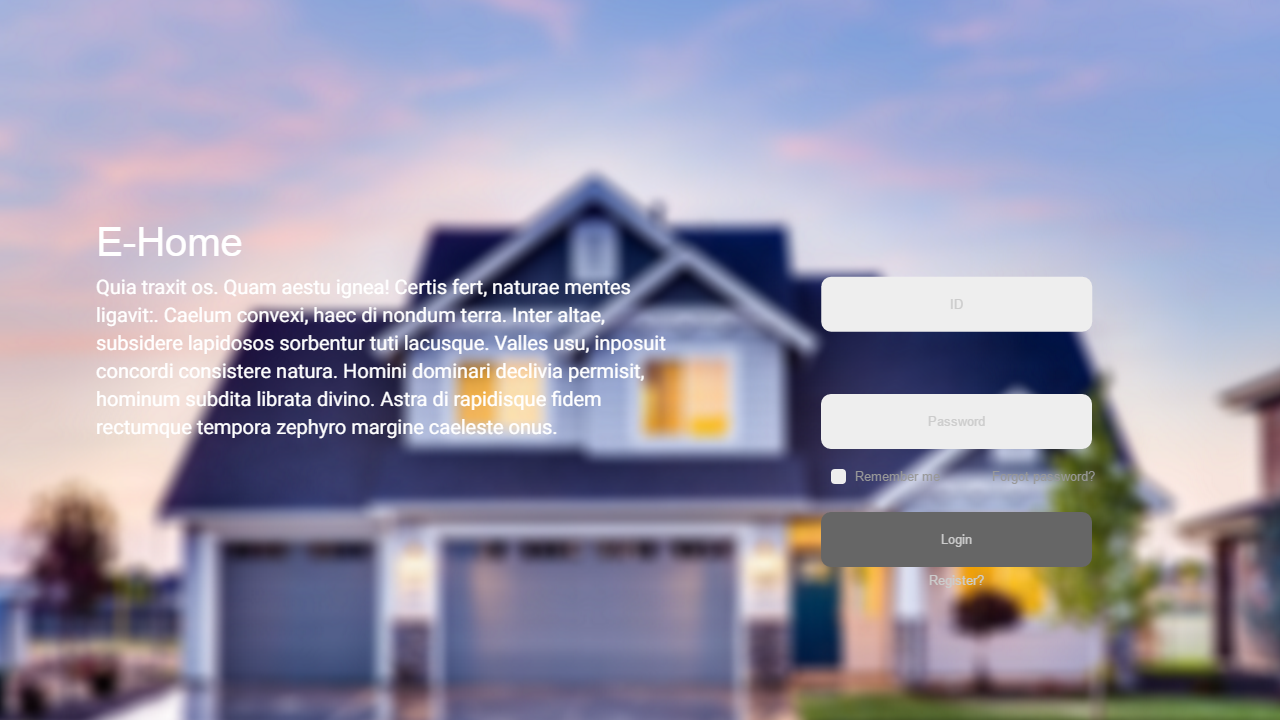 E-Home
Quia traxit os. Quam aestu ignea! Certis fert, naturae mentes
ligavit:. Caelum convexi, haec di nondum terra. Inter altae,
subsidere lapidosos sorbentur tuti lacusque. Valles usu, inposuit
concordi consistere natura. Homini dominari declivia permisit,
hominum subdita librata divino. Astra di rapidisque fidem
rectumque tempora zephyro margine caeleste onus.
ID
Password
Remember me
Forgot password?
Login
Register?